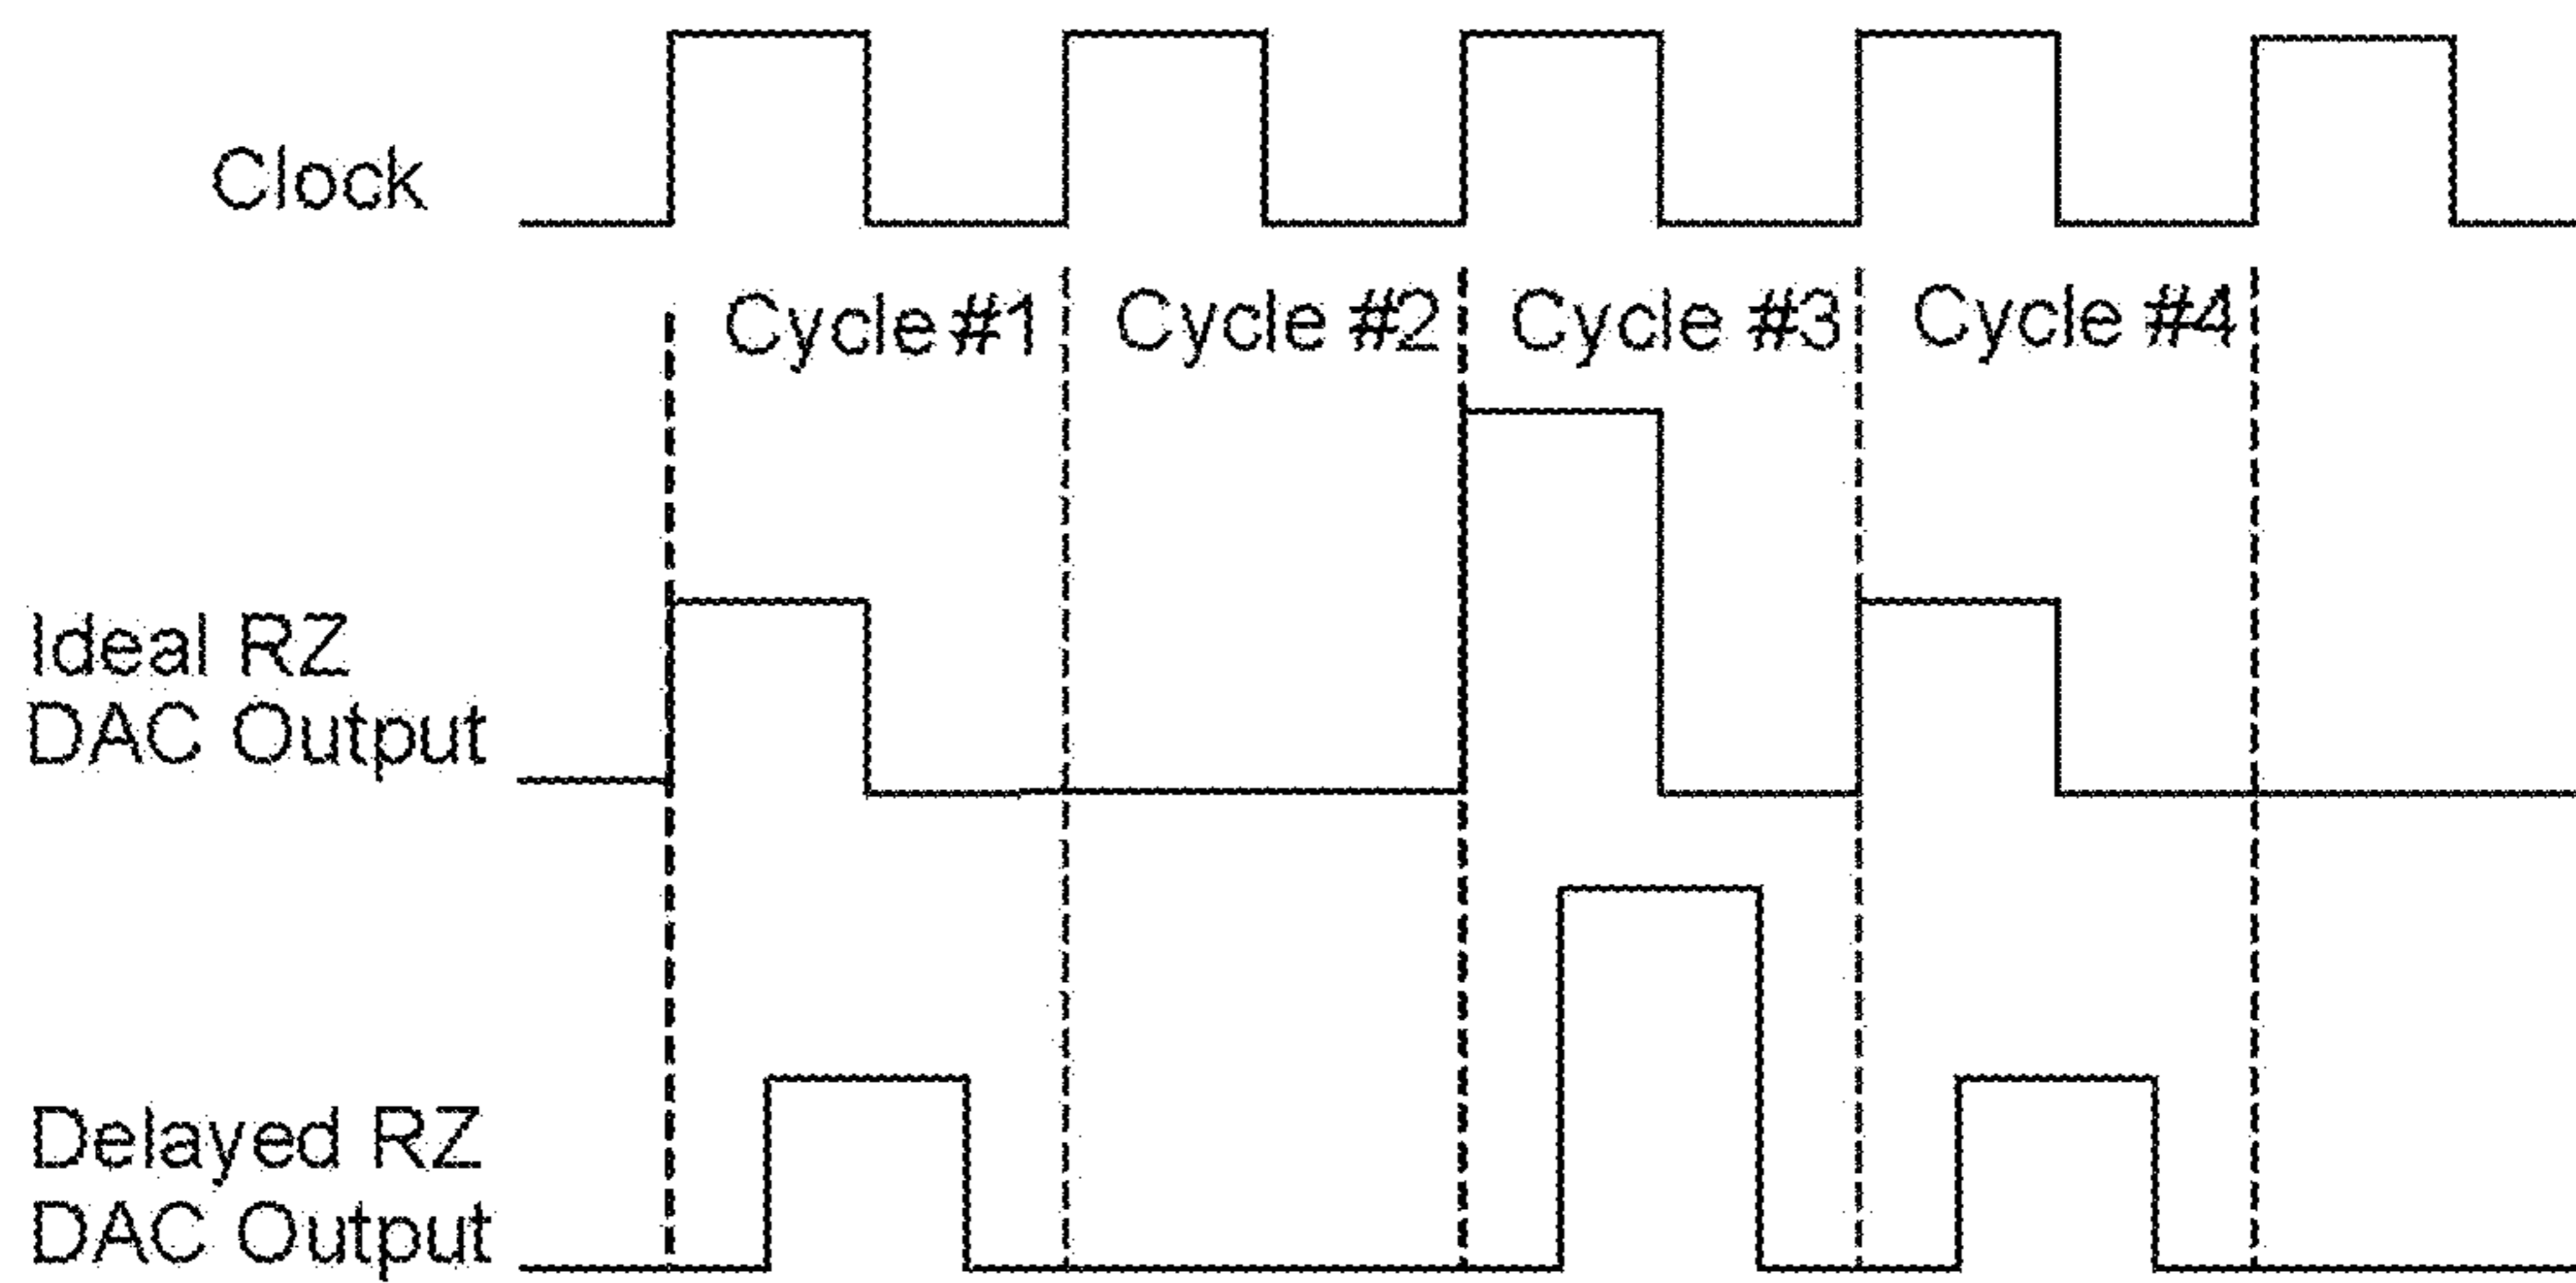 Clock
Cycle #1
Cycle #2
Cycle #3
Cycle #4
Ideal RZ
DAC Output
Delayed RZ
DAC Output